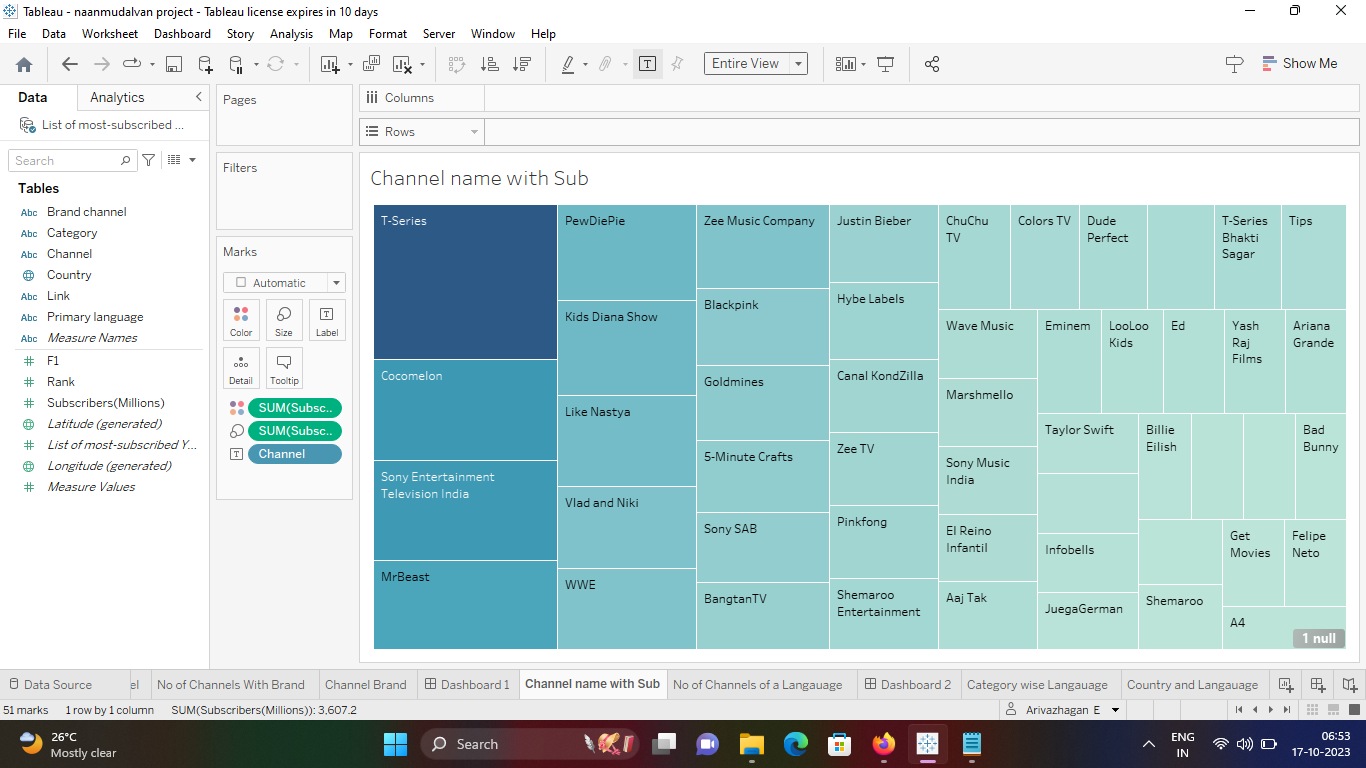 Tableau - naanmudalvan project - Tableau license expires in 10 days
File Data Worksheet Dashboard Story Analysis Map Format Server Window Help
Entire View
Show Me
Data Analytics
List of most-subscribed ...
Search
Tables
Abc Brand channel
Abc Category
Abc Channel
Country
Abc Link
Abc Primary language
Abc Measure Names
F1
Rank
Subscribers(Millions)
Latitude (generated)
List of most-subscribed Y...
Longitude (generated)
Measure Values
Pages
Filters
Marks
Automatic
Color Size Label
Detail Tooltip
SUM(Subsc..
SUM(Subsc..
Channel
Columns
Rows
Channel name with Sub
T-Series
Cocomelon
Sony Entertainment
Television India
MrBeast
PewDiePie
Kids Diana Show
Like Nastya
Vlad and Niki
WWE
Zee Music Company
Blackpink
Goldmines
5-Minute Crafts
Sony SAB
BangtanTV
Justin Bieber
Hybe Labels
Canal KondZilla
Zee TV
Pinkfong
Shemaroo
Entertainment
ChuChu
TV
Colors TV
Dude
Perfect
T-Series
Bhakti
Sagar
Tips
Wave Music
Marshmello
Sony Music
India
El Reino
Infantil
Aaj Tak
Eminem
LooLoo
Kids
Ed
Yash
Raj
Films
Ariana
Grande
Taylor Swift
Infobells
JuegaGerman
Billie
Eilish
Bad
Bunny
Shemaroo
Get
Movies
Felipe
Neto
A4
1 null
Data Source
el
No of Channels With Brand
Channel Brand
Dashboard 1
Channel name with Sub
No of Channels of a Langauage
Dashboard 2
Category wise Langauage
Country and Langauage
51 marks 1 row by 1 column SUM(Subscribers(Millions)): 3,607.2
Arivazhagan E
26°C
Mostly clear
Search
ENG
IN
06:53
17-10-2023